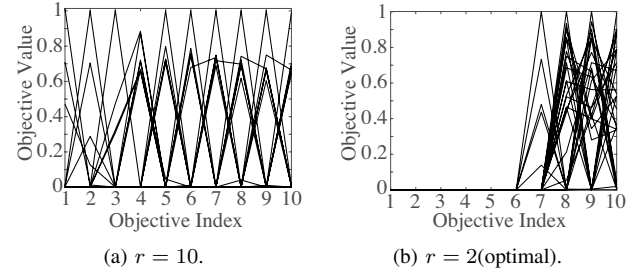 Objective Value
1
0.8
0.6
0.4
0.2
0
1 2 3 4 5 6 7 8 9 10
Objective Index
(a) r = 10.
Objective Value
1
0.8
0.6
0.4
0.2
0
1 2 3 4 5 6 7 8 9 10
Objective Index
(b) r = 2(optimal).